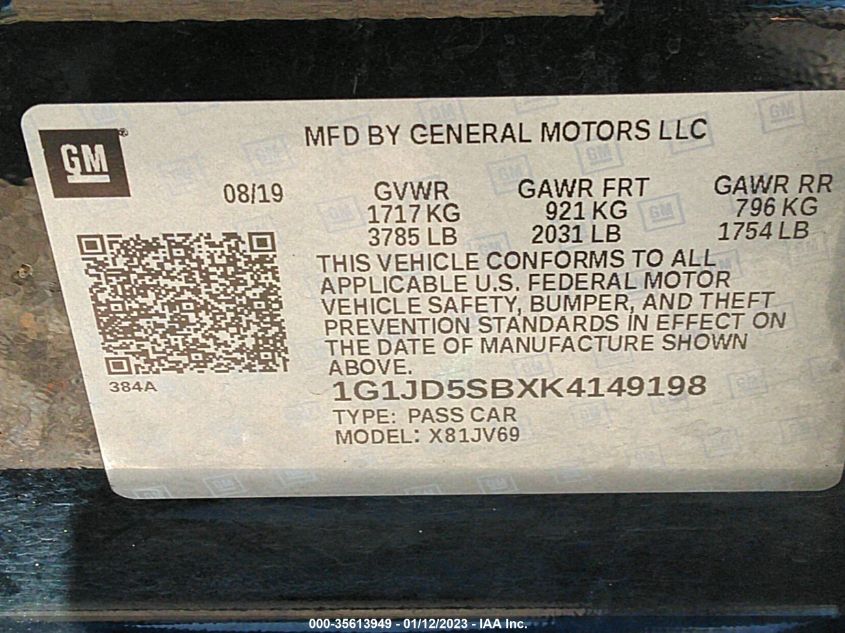 GM
MFD BY GENERAL MOTORS LLC
08/19 GVWR GAWR FRT GAWR RR
1717 KG 921 KG 796 KG
3785 LB 2031 LB 1754 LB
THIS VEHICLE CONFORMS TO ALL
APPLICABLE U.S. FEDERAL MOTOR
VEHICLE SAFETY, BUMPER, AND THEFT
PREVENTION STANDARDS IN EFFECT ON
THE DATE OF MANUFACTURE SHOWN
ABOVE.
384A
1G1JD5SBXK4149198
TYPE: PASS CAR
MODEL: X81JV69
000-35613949 - 01/12/2023 - IAA Inc.